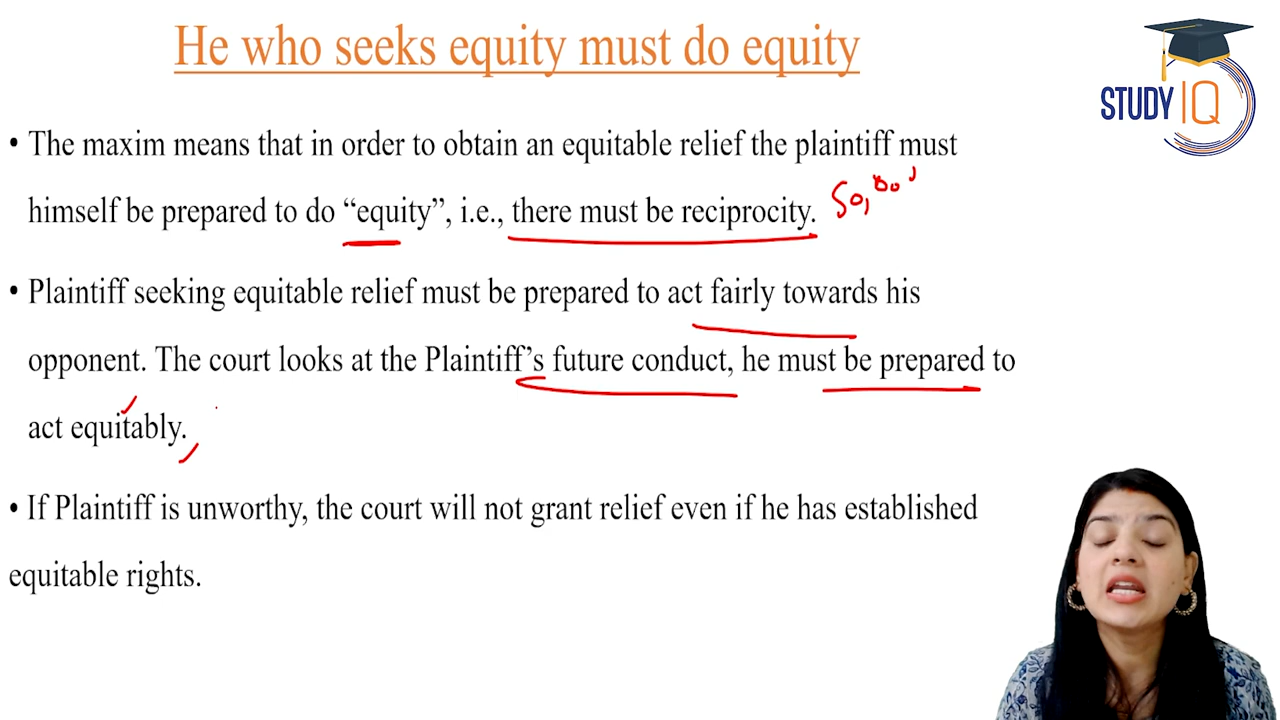 He who seeks equity must do equity
STUDY IQ
• The maxim means that in order to obtain an equitable relief the plaintiff must
himself be prepared to do “equity”, i.e., there must be reciprocity.
• Plaintiff seeking equitable relief must be prepared to act fairly towards his
opponent. The court looks at the Plaintiff’s future conduct, he must be prepared to
act equitably.
• If Plaintiff is unworthy, the court will not grant relief even if he has established
equitable rights.